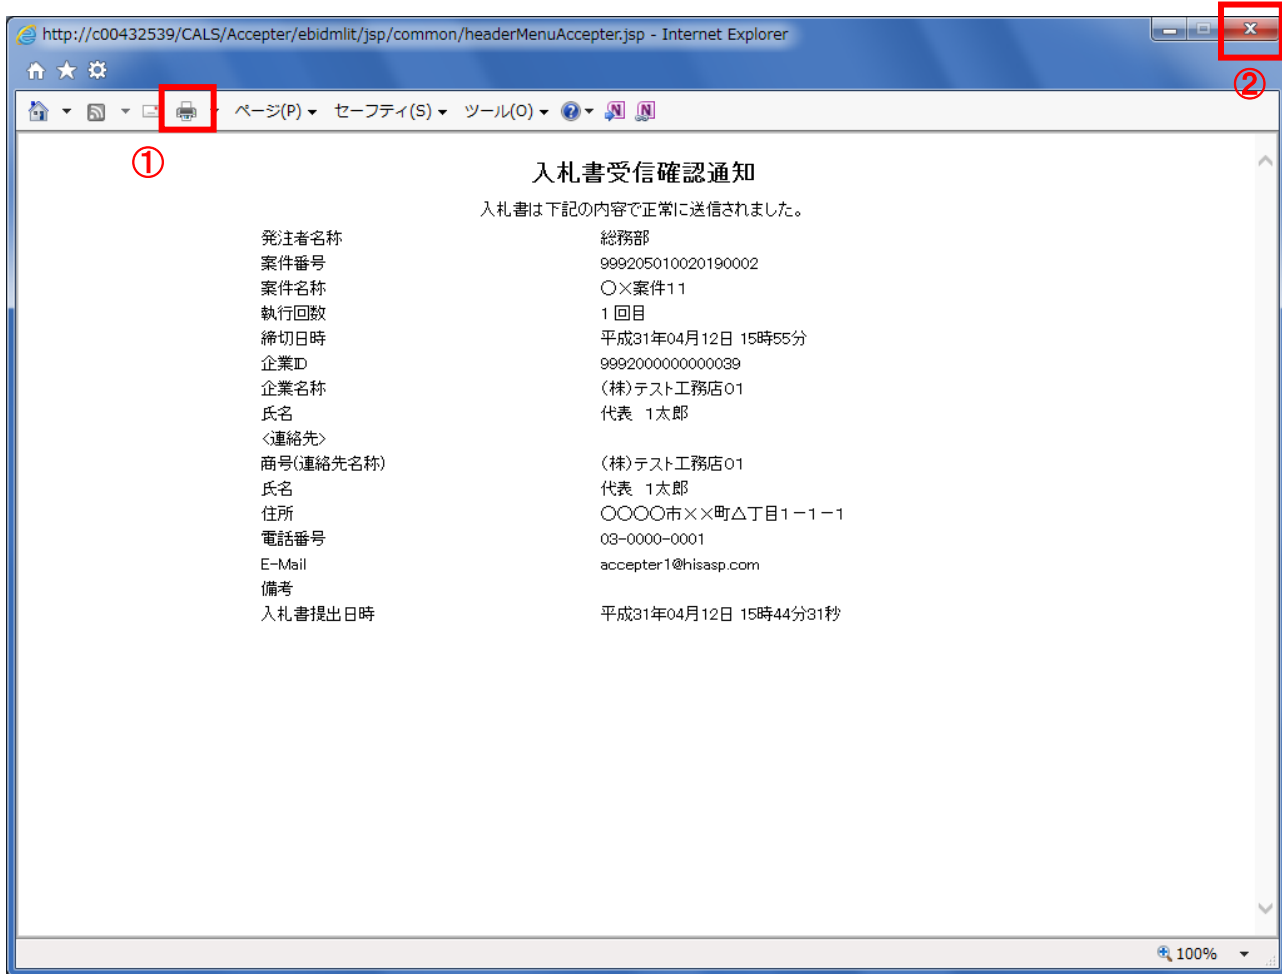 http://c00432539/CALS/Accepter/ebidmlit/jsp/common/headerMenuAccepter.jsp - Internet Explorer
②
ページ(P) セーフティ(S) ツール(O)
①
入札書受信確認通知
入札書は下記の内容で正常に送信されました。
発注者名称 総務部
案件番号 999205010020190002
案件名称 〇×案件11
執行回数 1回目
締切日時 平成31年04月12日 15時55分
企業ID 9992000000000039
企業名称 (株)テスト工務店01
氏名 代表 1太郎
<連絡先>
商号(連絡先名称) (株)テスト工務店01
氏名 代表 1太郎
住所 〇〇〇〇市××町△丁目1-1-1
電話番号 03-0000-0001
E-Mail accepter1@hisasp.com
備考
入札書提出日時 平成31年04月12日 15時44分31秒
100%